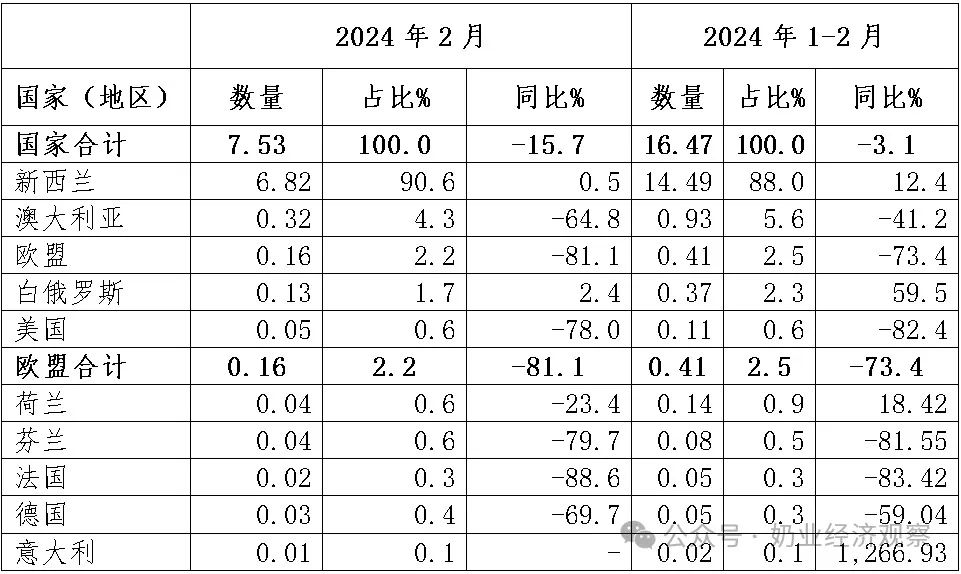 2024 年 2 月 2024 年 1-2 月
国家（地区） 数量 占比% 同比% 数量 占比% 同比%
国家合计 7.53 100.0 -15.7 16.47 100.0 -3.1
新西兰 6.82 90.6 0.5 14.49 88.0 12.4
澳大利亚 0.32 4.3 -64.8 0.93 5.6 -41.2
欧盟 0.16 2.2 -81.1 0.41 2.5 -73.4
白俄罗斯 0.13 1.7 2.4 0.37 2.3 59.5
美国 0.05 0.6 -78.0 0.11 0.6 -82.4
欧盟合计 0.16 2.2 -81.1 0.41 2.5 -73.4
荷兰 0.04 0.6 -23.4 0.14 0.9 18.42
芬兰 0.04 0.6 -79.7 0.08 0.5 -81.55
法国 0.02 0.3 -88.6 0.05 0.3 -83.42
德国 0.03 0.4 -69.7 0.05 0.3 -59.04
公众号·奶业经济观察
意大利 0.01 0.1 - 0.02 0.1 1,266.93